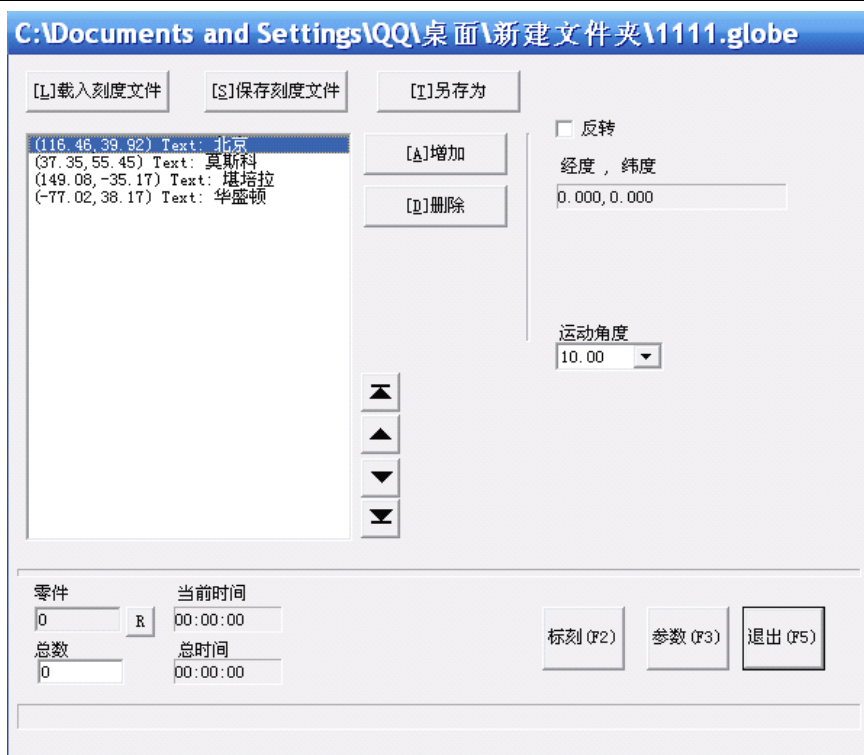 C:\Documents and Settings\QQ\桌面\新建文件夹\1111.globe
[L]载入刻度文件
[S]保存刻度文件
[T]另存为
(116.46,39.92) Text: 北京
(37.35,55.45) Text: 莫斯科
(149.08,-35.17) Text: 堪培拉
(-77.02,38.17) Text: 华盛顿
[A]增加
[D]删除
反转
经度 , 纬度
0.000,0.000
运动角度
10.00
零件
0
R
当前时间
00:00:00
总数
0
总时间
00:00:00
标刻(F2)
参数(F3)
退出(F5)